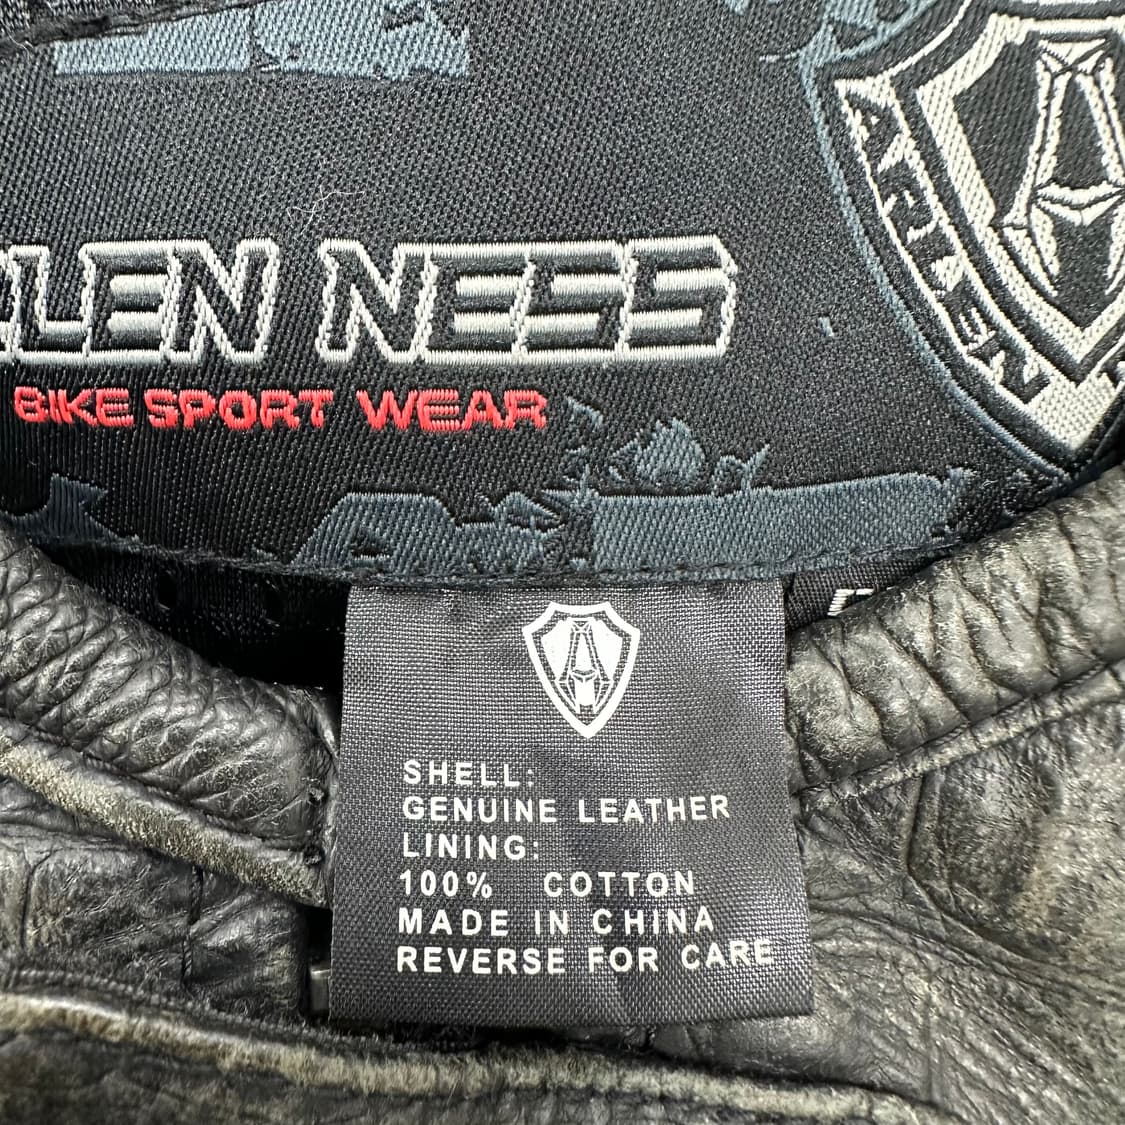 LLEN NESS
BIKE SPORT WEAR
SHELL:
GENUINE LEATHER
LINING:
100% COTTON
MADE IN CHINA
REVERSE FOR CARE